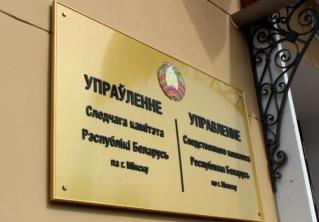 УПРАЎЛЕННЕ
Следчага камітэта
Рэспублікі Беларусь
па г. Мінску
УПРАВЛЕНИЕ
Следственного комитета
Республики Беларусь
по г. Минску